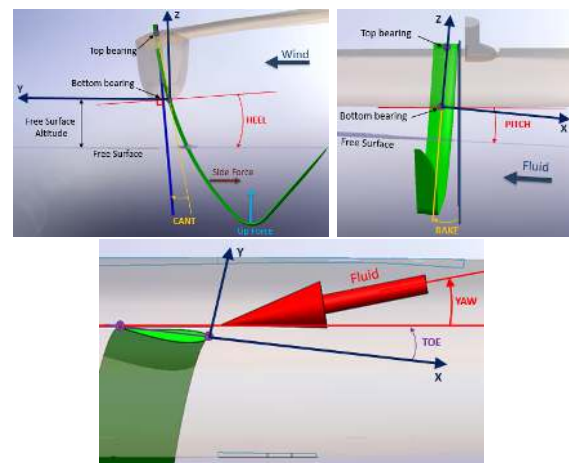 Z
Top bearing
Wind
Bottom bearing
Y
Free Surface
Altitude
HEEL
Free Surface
Side Force
CANT
Up Force
Z
Top bearing
Bottom bearing
X
PITCH
Free Surface
Fluid
RAKE
Y
Fluid
YAW
TOE
X